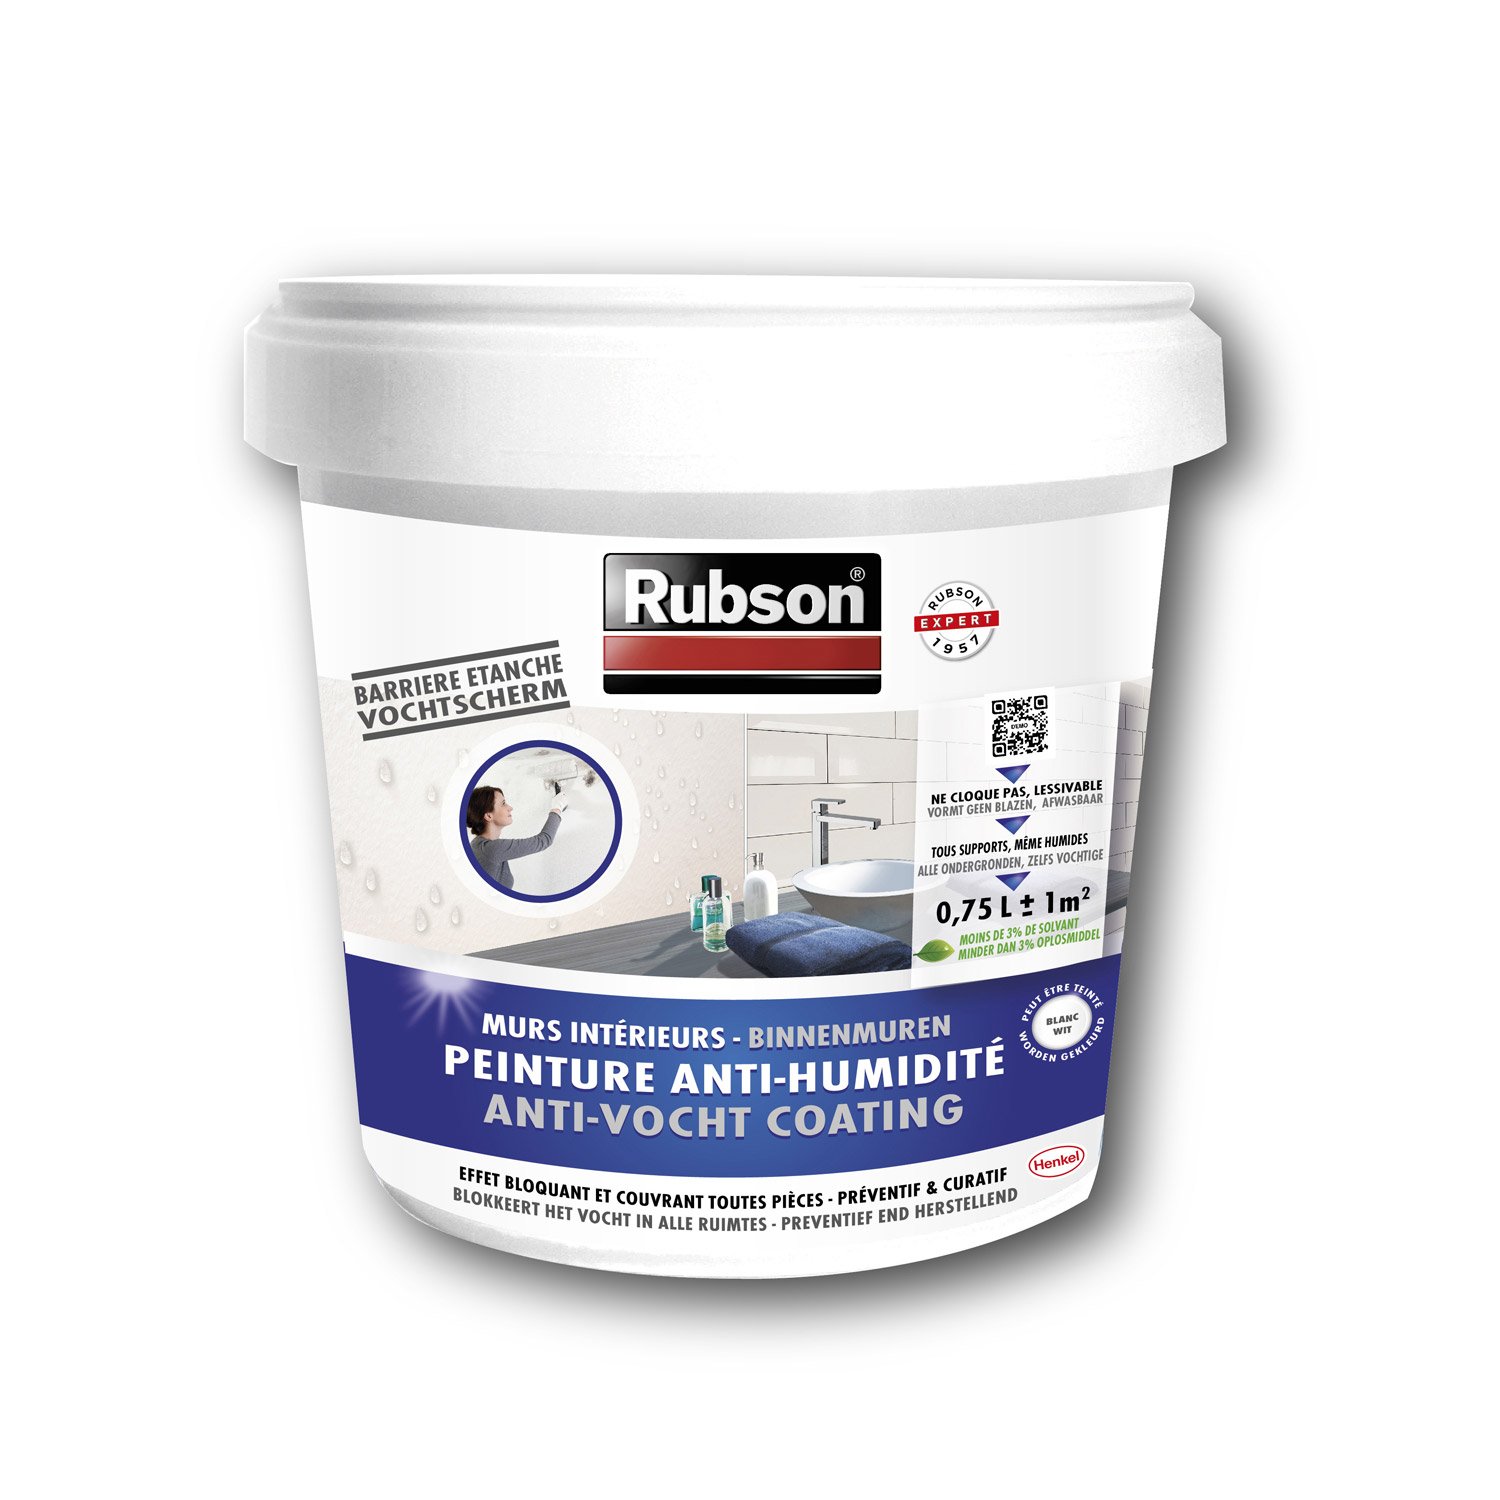 Rubson®
RUBSON
EXPERT
1957
BARRIERE ETANCHE
VOCHTSCHERM
DEMO
NE CLOQUE PAS, LESSIVABLE
VORMT GEEN BLAZEN, AFWASBAAR
TOUS SUPPORTS, MÊME HUMIDES
ALLE ONDERGRONDEN, ZELFS VOCHTIGE
0,75 L ± 1m²
MOINS DE 3% DE SOLVANT
MINDER DAN 3% OPLOSMIDDEL
PEUT ÊTRE TEINTÉ
BLANC
WIT
WORDEN GEKLEURD
MURS INTÉRIEURS - BINNENMUREN
PEINTURE ANTI-HUMIDITÉ
ANTI-VOCHT COATING
Henkel
EFFET BLOQUANT ET COUVRANT TOUTES PIÈCES - PRÉVENTIF & CURATIF
BLOKKEERT HET VOCHT IN ALLE RUIMTES - PREVENTIEF END HERSTELLEND